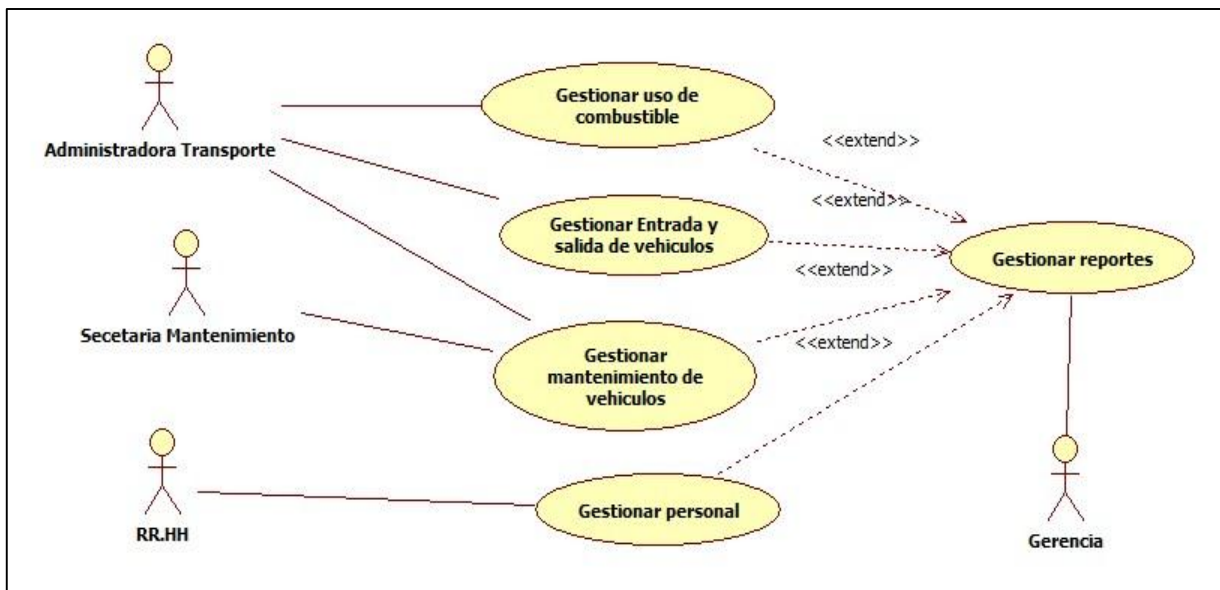 Gestionar uso de
combustible
<<extend>>
Administradora Transporte
<<extend>>
Gestionar Entrada y
salida de vehiculos
Gestionar reportes
<<extend>>
Secetaria Mantenimiento
<<extend>>
Gestionar
mantenimiento de
vehiculos
Gestionar personal
RR.HH
Gerencia